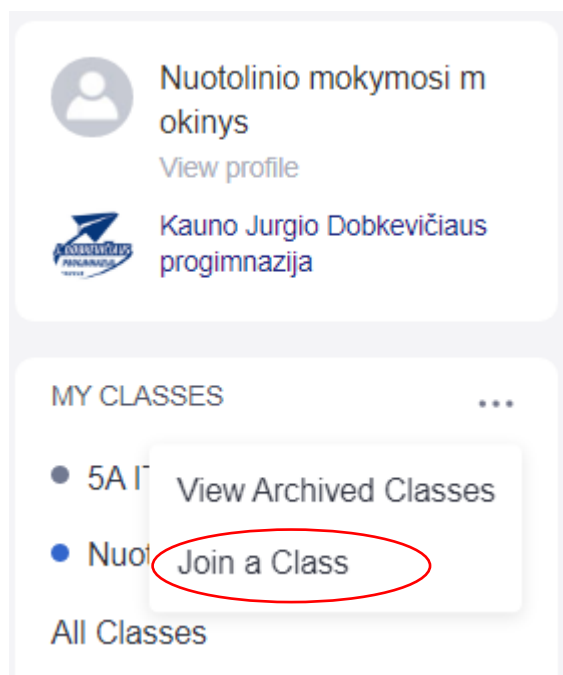 Nuotolinio mokymosi m
okinys
View profile
Kauno Jurgio Dobkevičiaus
progimnazija
MY CLASSES
5A
View Archived Classes
Join a Class
All Classes